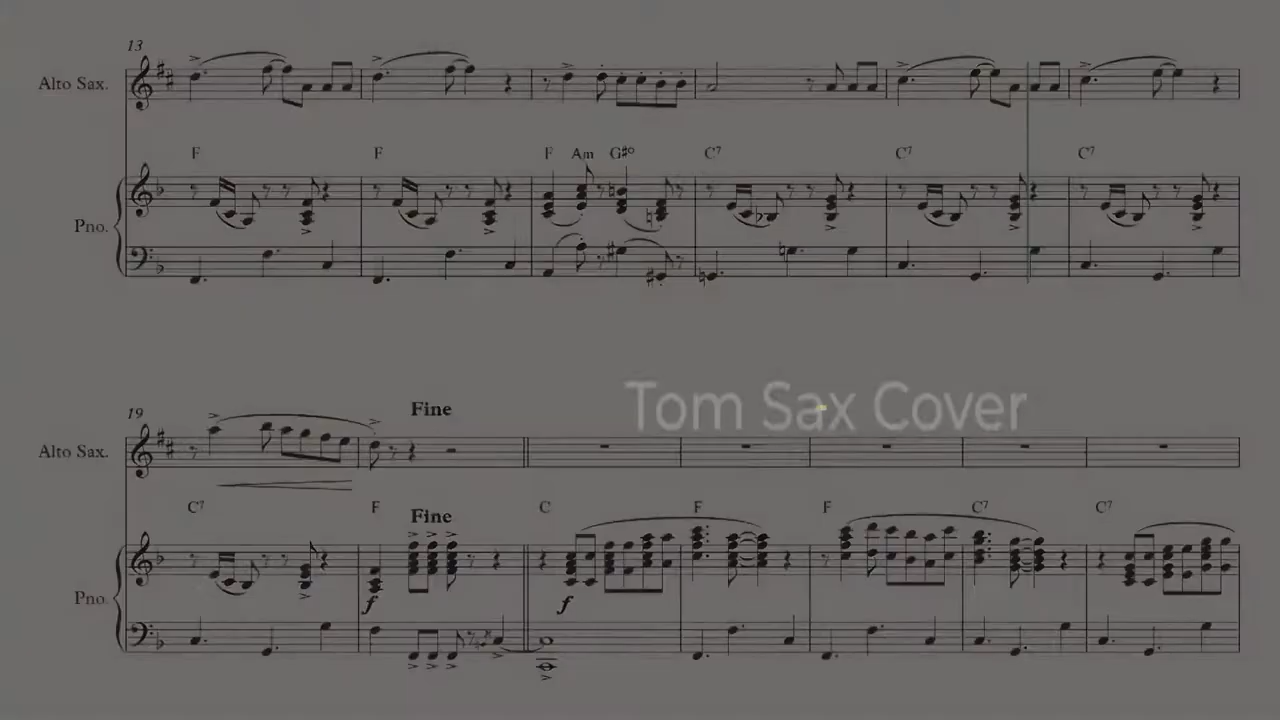 13
Alto Sax.
F F F Am G#° C7 C7 C7
Pno.
Tom Sax Cover
19 Fine
Alto Sax.
C7 F C F F C7 C7
Fine
Pno.
f f